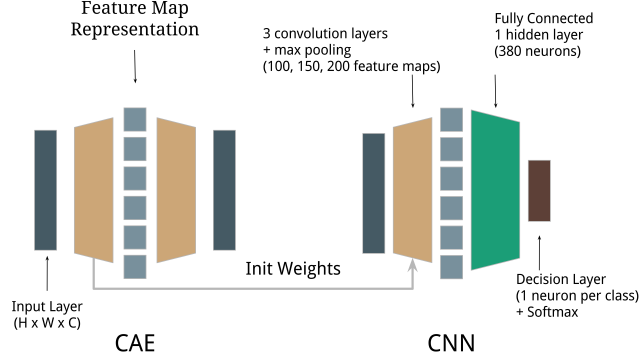 Feature Map
Representation
3 convolution layers
+ max pooling
(100, 150, 200 feature maps)
Fully Connected
1 hidden layer
(380 neurons)
Init Weights
Input Layer
(H x W x C)
Decision Layer
(1 neuron per class)
+ Softmax
CAE
CNN